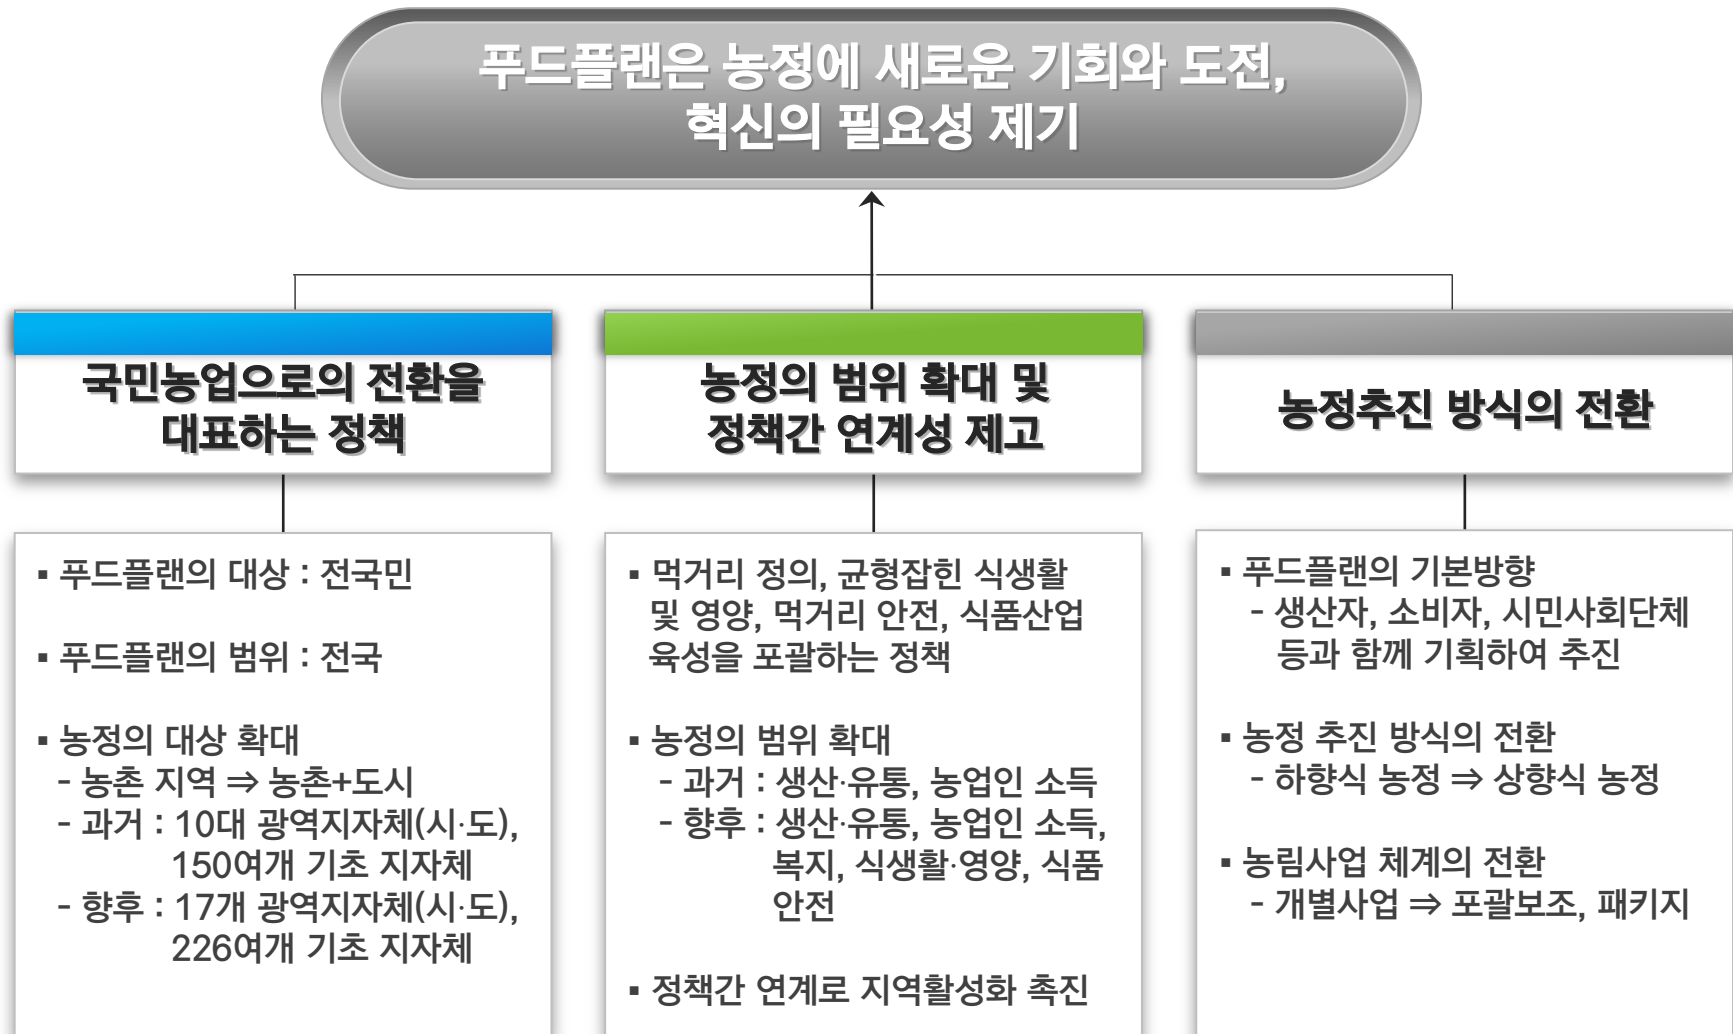 푸드플랜은 농정에 새로운 기회와 도전,
혁신의 필요성 제기
국민농업으로의 전환을
대표하는 정책
▪ 푸드플랜의 대상 : 전국민
▪ 푸드플랜의 범위 : 전국
▪ 농정의 대상 확대
- 농촌 지역 ⇒ 농촌+도시
- 과거 : 10대 광역지자체(시·도),
150여개 기초 지자체
- 향후 : 17개 광역지자체(시·도),
226여개 기초 지자체
농정의 범위 확대 및
정책간 연계성 제고
▪ 먹거리 정의, 균형잡힌 식생활
및 영양, 먹거리 안전, 식품산업
육성을 포괄하는 정책
▪ 농정의 범위 확대
- 과거 : 생산·유통, 농업인 소득
- 향후 : 생산·유통, 농업인 소득,
복지, 식생활·영양, 식품
안전
▪ 정책간 연계로 지역활성화 촉진
농정추진 방식의 전환
▪ 푸드플랜의 기본방향
- 생산자, 소비자, 시민사회단체
등과 함께 기획하여 추진
▪ 농정 추진 방식의 전환
- 하향식 농정 ⇒ 상향식 농정
▪ 농림사업 체계의 전환
- 개별사업 ⇒ 포괄보조, 패키지